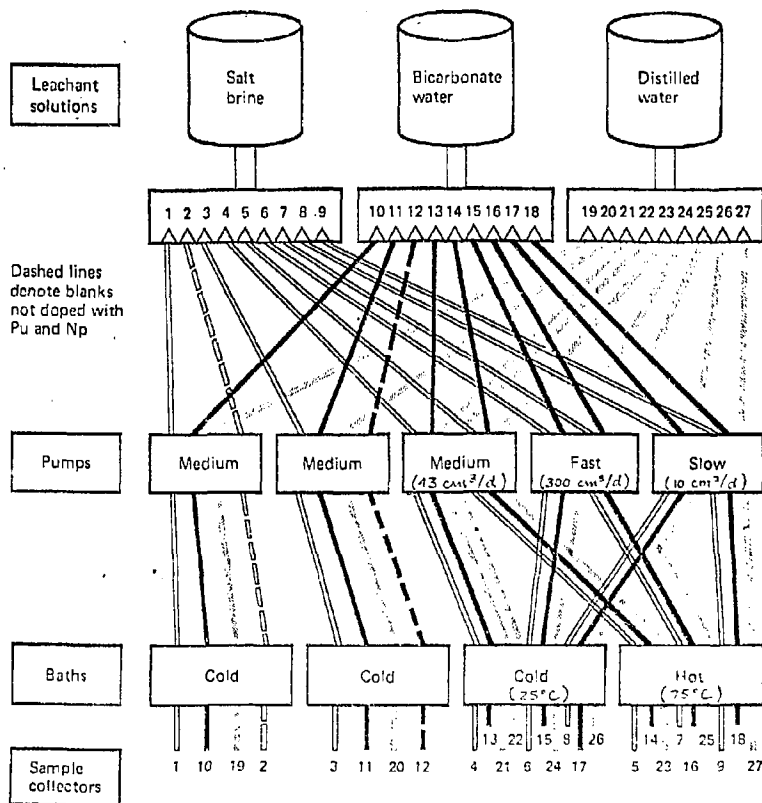 Leachant
solutions
Salt
brine
Bicarbonate
water
Distilled
water
1 2 3 4 5 6 7 8 9
10 11 12 13 14 15 16 17 18
19 20 21 22 23 24 25 26 27
Dashed lines
denote blanks
not doped with
Pu and Np
Pumps
Medium
Medium
Medium
(43 cm³/d)
Fast
(300 cm³/d)
Slow
(10 cm³/d)
Baths
Cold
Cold
Cold
(25°C)
Hot
(75°C)
Sample
collectors
1 10 19 2
3 11 20 12
13 22 15 8 26
4 21 6 24 17
14 7 25 18
5 23 16 9 27